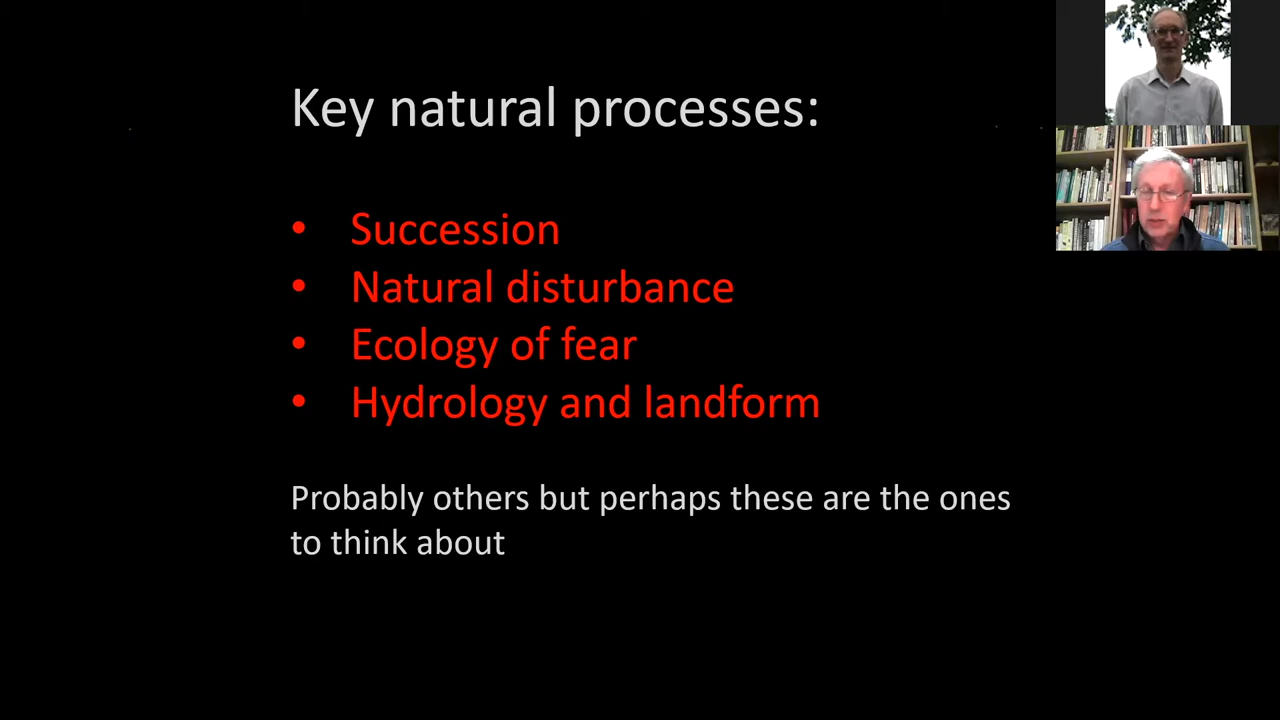 Key natural processes:
• Succession
• Natural disturbance
• Ecology of fear
• Hydrology and landform
Probably others but perhaps these are the ones
to think about